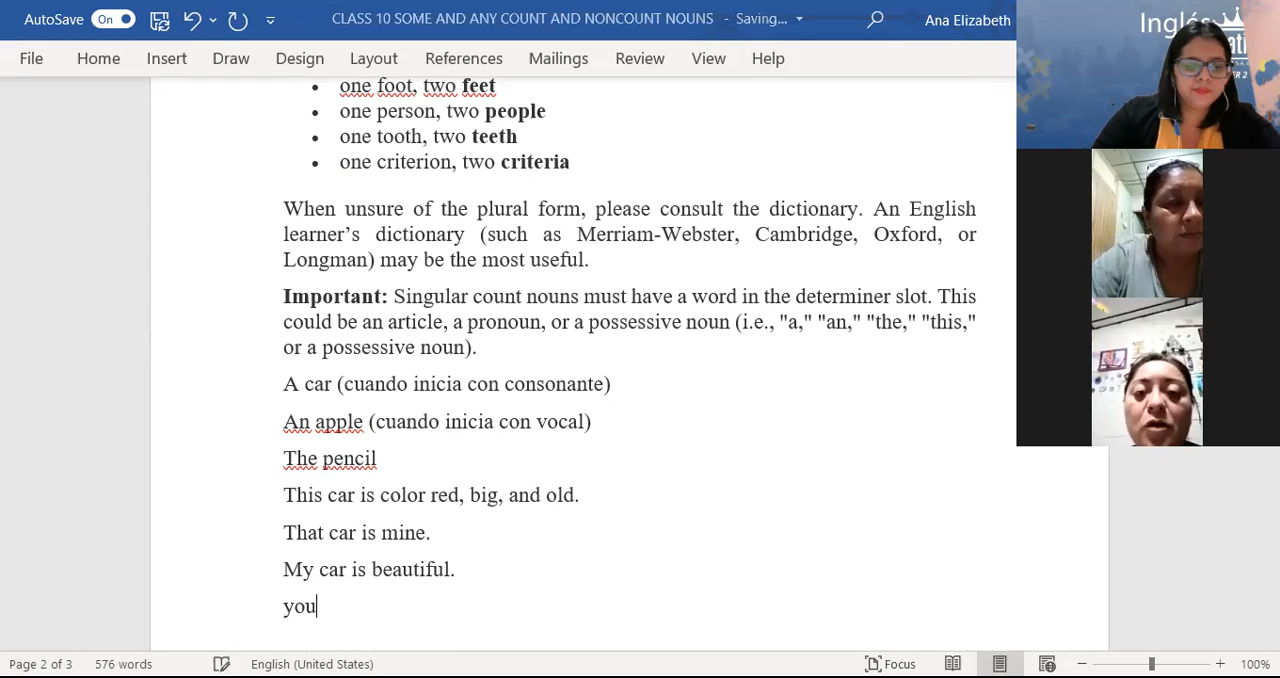 AutoSave On CLASS 10 SOME AND ANY COUNT AND NONCOUNT NOUNS - Saving... Ana Elizabeth
Inglés
File Home Insert Draw Design Layout References Mailings Review View Help
• one foot, two feet
• one person, two people
• one tooth, two teeth
• one criterion, two criteria
When unsure of the plural form, please consult the dictionary. An English
learner's dictionary (such as Merriam-Webster, Cambridge, Oxford, or
Longman) may be the most useful.
Important: Singular count nouns must have a word in the determiner slot. This
could be an article, a pronoun, or a possessive noun (i.e., "a," "an," "the," "this,"
or a possessive noun).
A car (cuando inicia con consonante)
An apple (cuando inicia con vocal)
The pencil
This car is color red, big, and old.
That car is mine.
My car is beautiful.
you
Page 2 of 3 576 words English (United States) Focus 100%